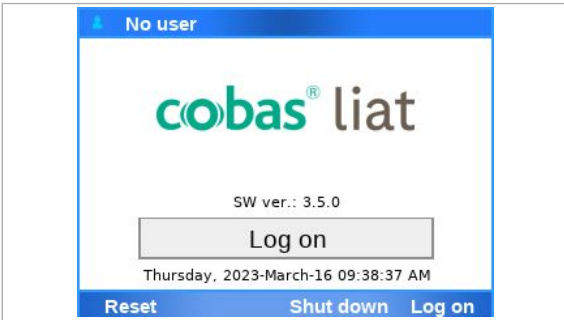 No user
cobas® liat
SW ver.: 3.5.0
Log on
Thursday, 2023-March-16 09:38:37 AM
Reset Shut down Log on